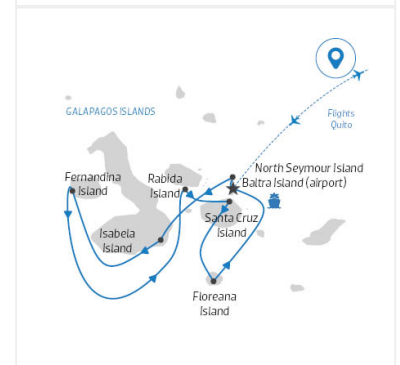 GALAPAGOS ISLANDS
Flights
Quito
Fernandina
Island
Rabida
Island
North Seymour Island
Baltra Island (airport)
Santa Cruz
Island
Isabela
Island
Floreana
Island